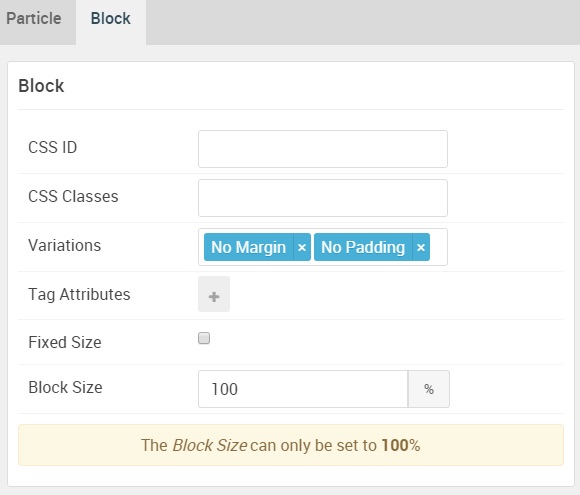 Particle Block
Block
CSS ID
CSS Classes
Variations No Margin × No Padding ×
Tag Attributes +
Fixed Size
Block Size 100 %
The Block Size can only be set to 100%